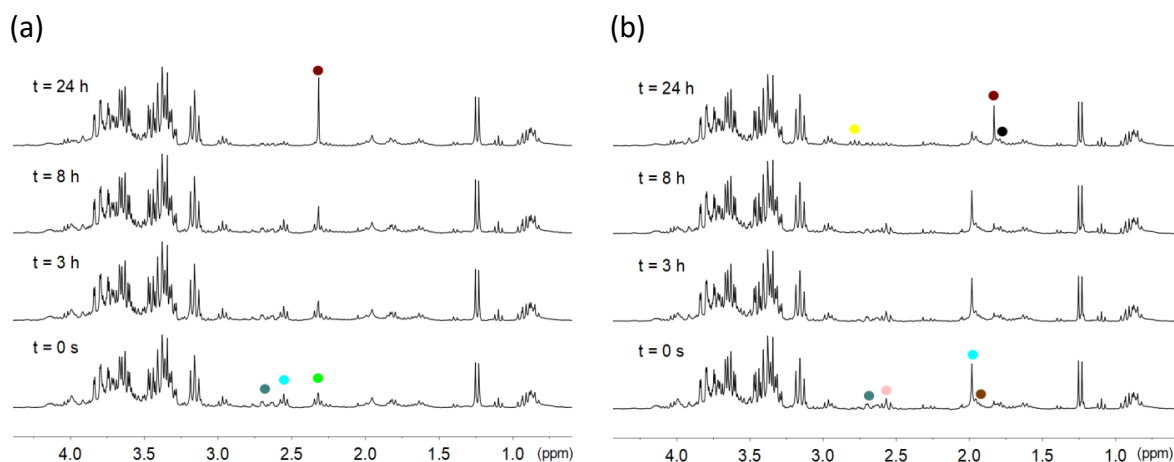 (a)
t = 24 h
t = 8 h
t = 3 h
t = 0 s
4.0 3.5 3.0 2.5 2.0 1.5 1.0 (ppm)
(b)
t = 24 h
t = 8 h
t = 3 h
t = 0 s
4.0 3.5 3.0 2.5 2.0 1.5 1.0 (ppm)